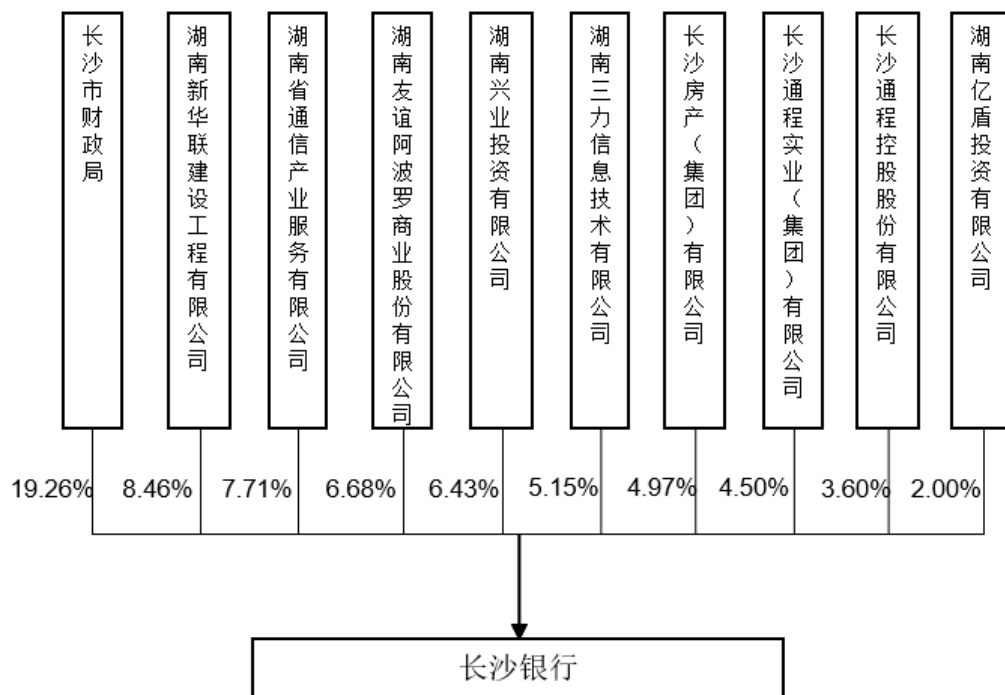 长沙市财政局
湖南新华联建设工程有限公司
湖南省通信产业服务有限公司
湖南友谊阿波罗商业股份有限公司
湖南兴业投资有限公司
湖南三力信息技术有限公司
长沙房产（集团）有限公司
长沙通程实业（集团）有限公司
长沙通程控股股份有限公司
湖南亿盾投资有限公司
19.26% 8.46% 7.71% 6.68% 6.43% 5.15% 4.97% 4.50% 3.60% 2.00%
长沙银行